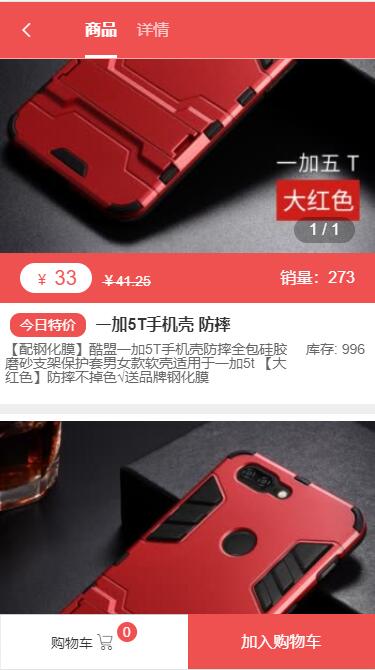 商品 详情
一加五 T
大红色
1 / 1
￥ 33 ￥41.25 销量：273
今日特价 一加5T手机壳 防摔
【配钢化膜】酷盟一加5T手机壳防摔全包硅胶 库存: 996
磨砂支架保护套男女款软壳适用于一加5t 【大
红色】防摔不掉色√送品牌钢化膜
购物车 0 加入购物车